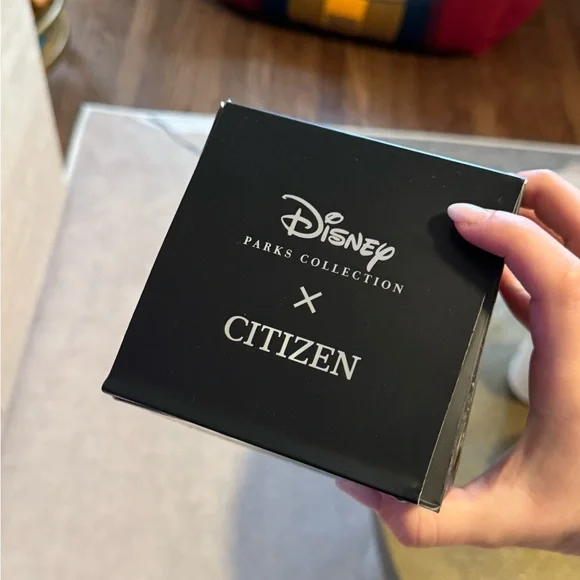 Disney
PARKS COLLECTION
X
CITIZEN